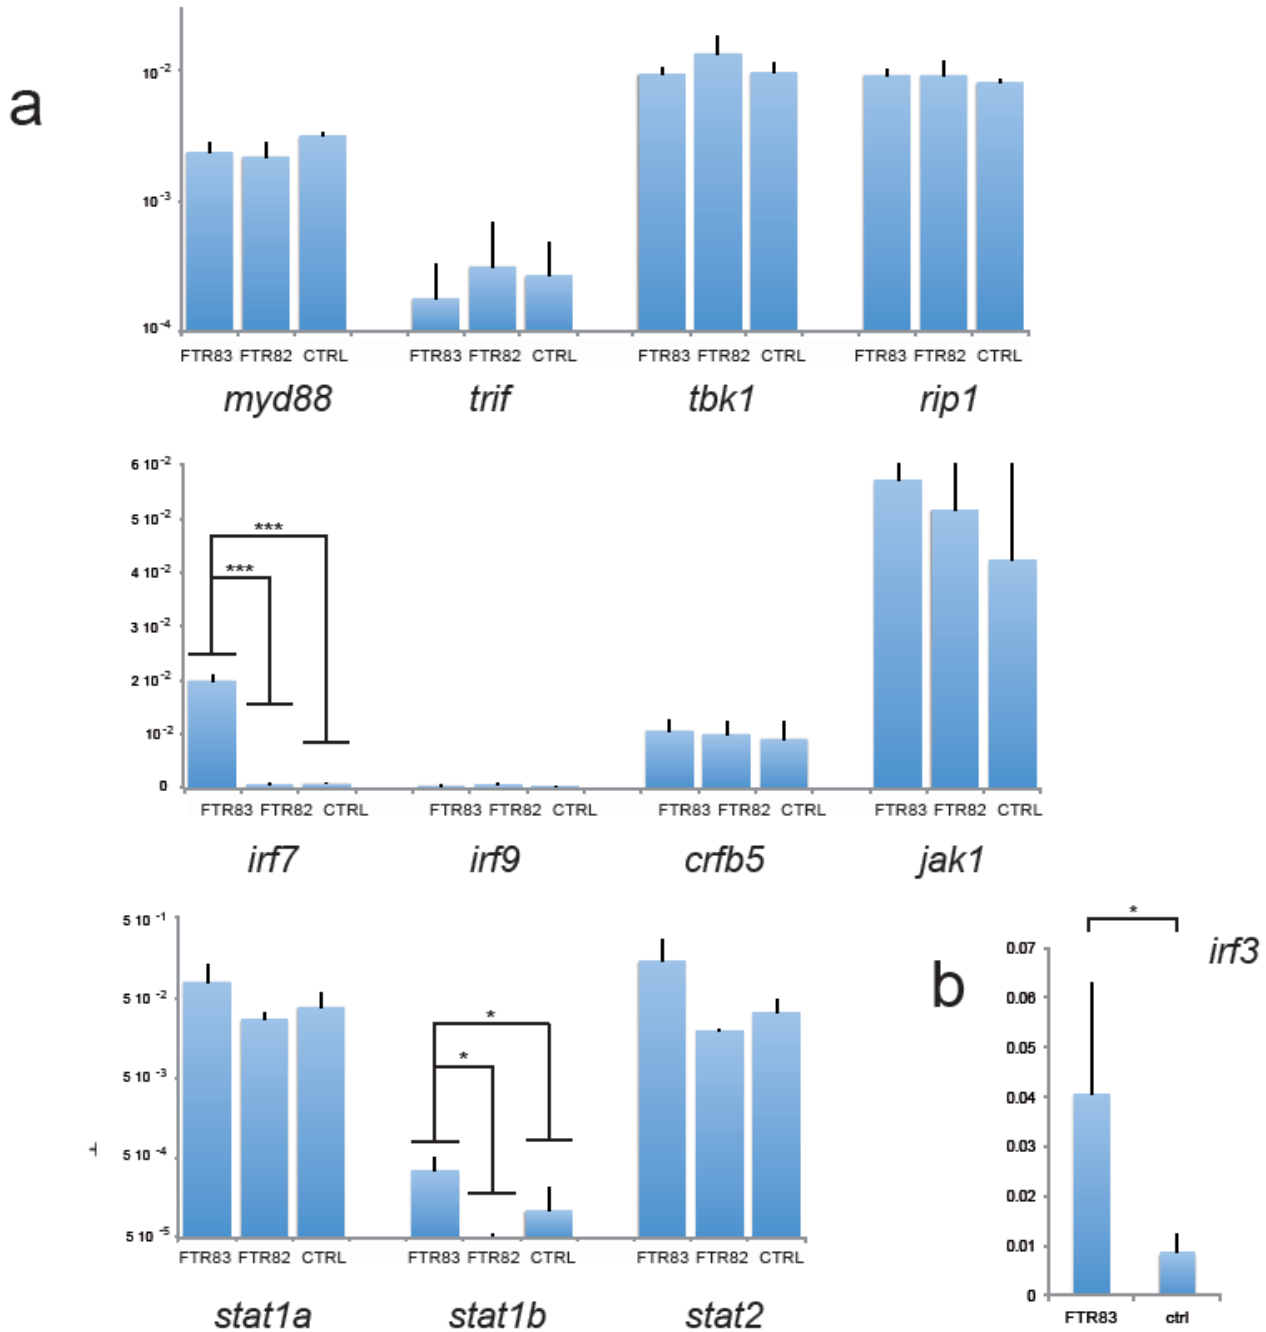 a
10-2
10-3
10-4
FTR83 FTR82 CTRL FTR83 FTR82 CTRL FTR83 FTR82 CTRL FTR83 FTR82 CTRL
myd88 trif tbk1 rip1
6 10-2
5 10-2
4 10-2
3 10-2
2 10-2
10-2
0
***
***
FTR83 FTR82 CTRL FTR83 FTR82 CTRL FTR83 FTR82 CTRL FTR83 FTR82 CTRL
irf7 irf9 crfb5 jak1
5 10-1
5 10-2
5 10-3
5 10-4
5 10-5
*
*
FTR83 FTR82 CTRL FTR83 FTR82 CTRL FTR83 FTR82 CTRL
stat1a stat1b stat2
b
*
irf3
0.07
0.06
0.05
0.04
0.03
0.02
0.01
0
FTR83 ctrl